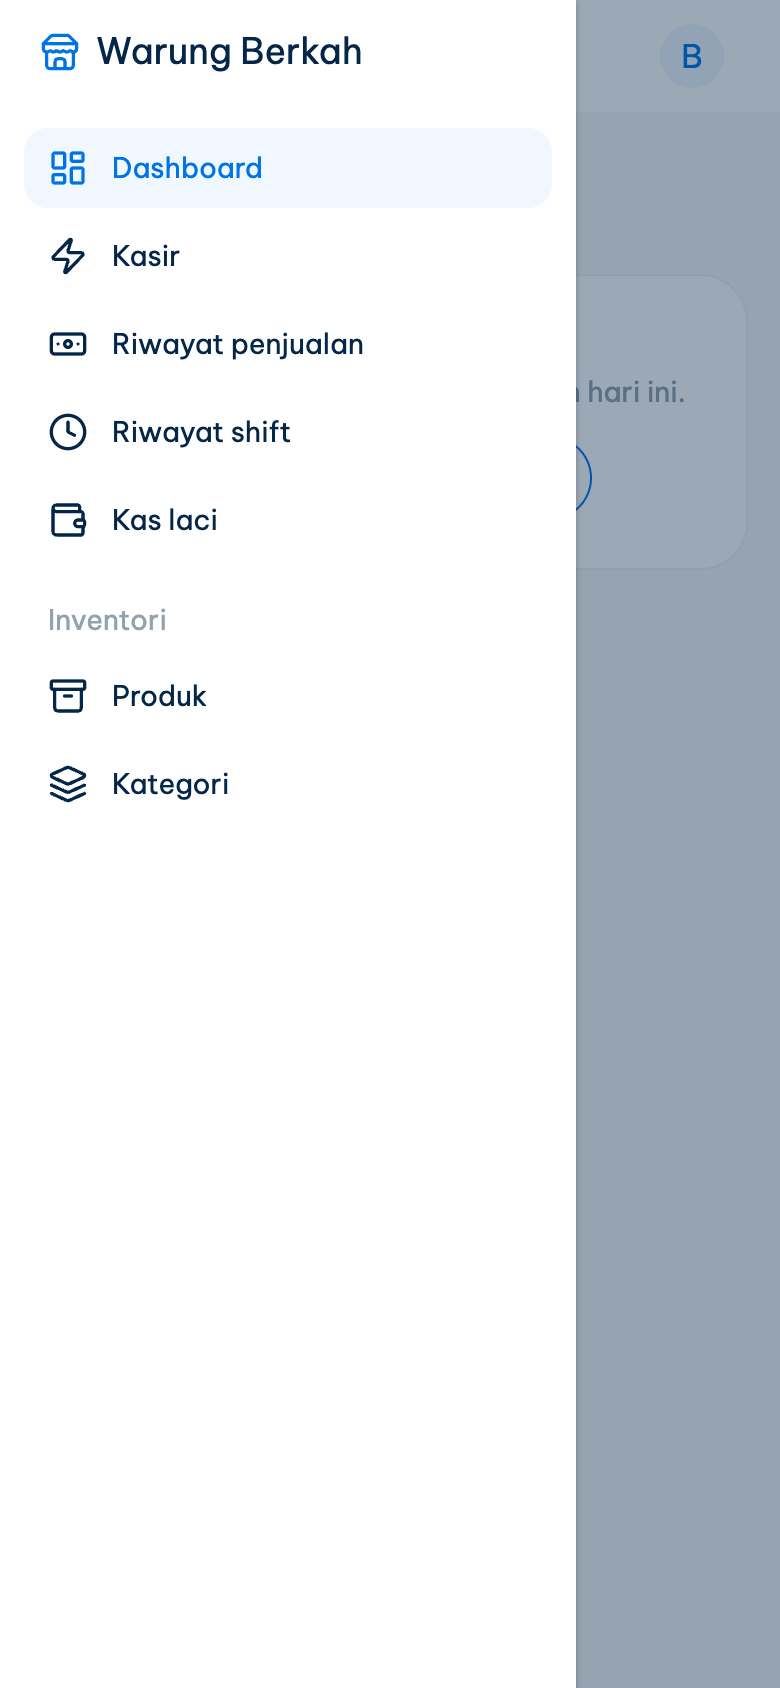 Warung Berkah
B
Dashboard
Kasir
Riwayat penjualan
hari ini.
Riwayat shift
Kas laci
Inventori
Produk
Kategori